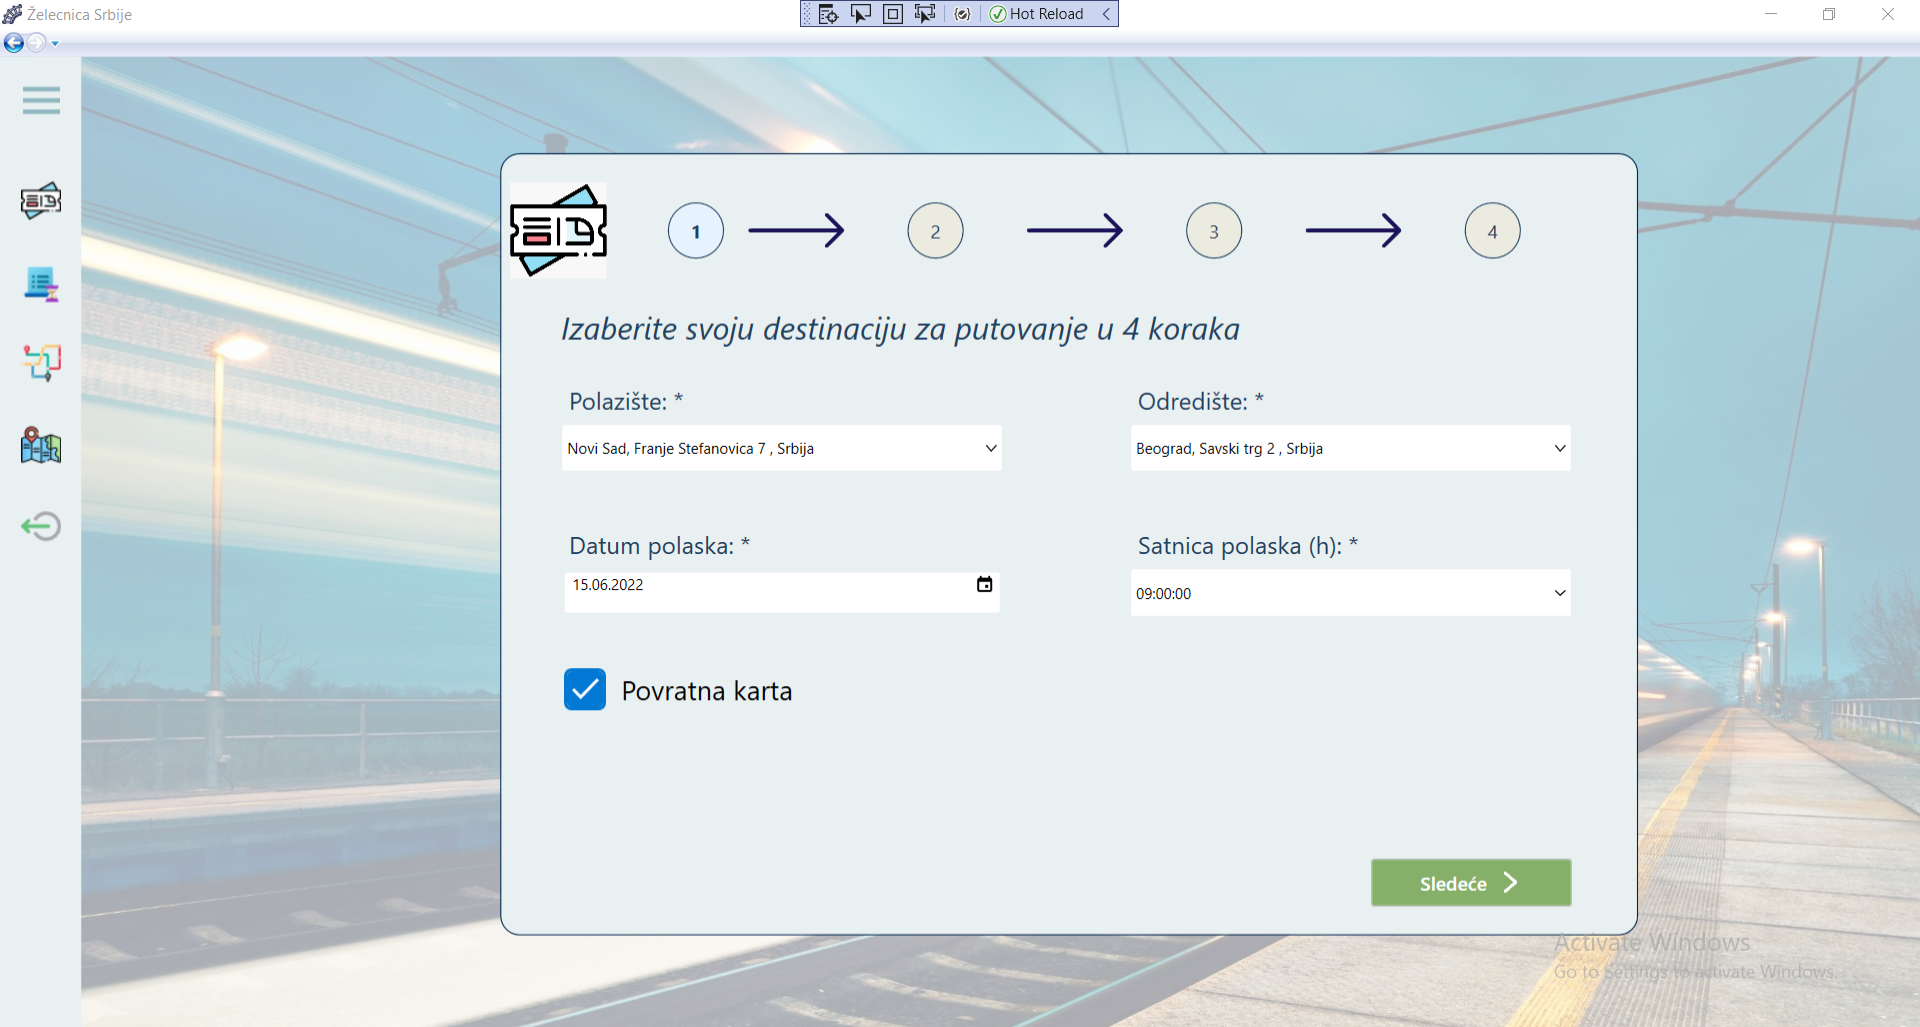 Želecnica Srbije
Hot Reload
1
2
3
4
Izaberite svoju destinaciju za putovanje u 4 koraka
Polazište: *
Odredište: *
Novi Sad, Franje Stefanovica 7 , Srbija
Beograd, Savski trg 2 , Srbija
Datum polaska: *
Satnica polaska (h): *
15.06.2022
09:00:00
Povratna karta
Sledeće
Activate Windows
Go to Settings to activate Windows.